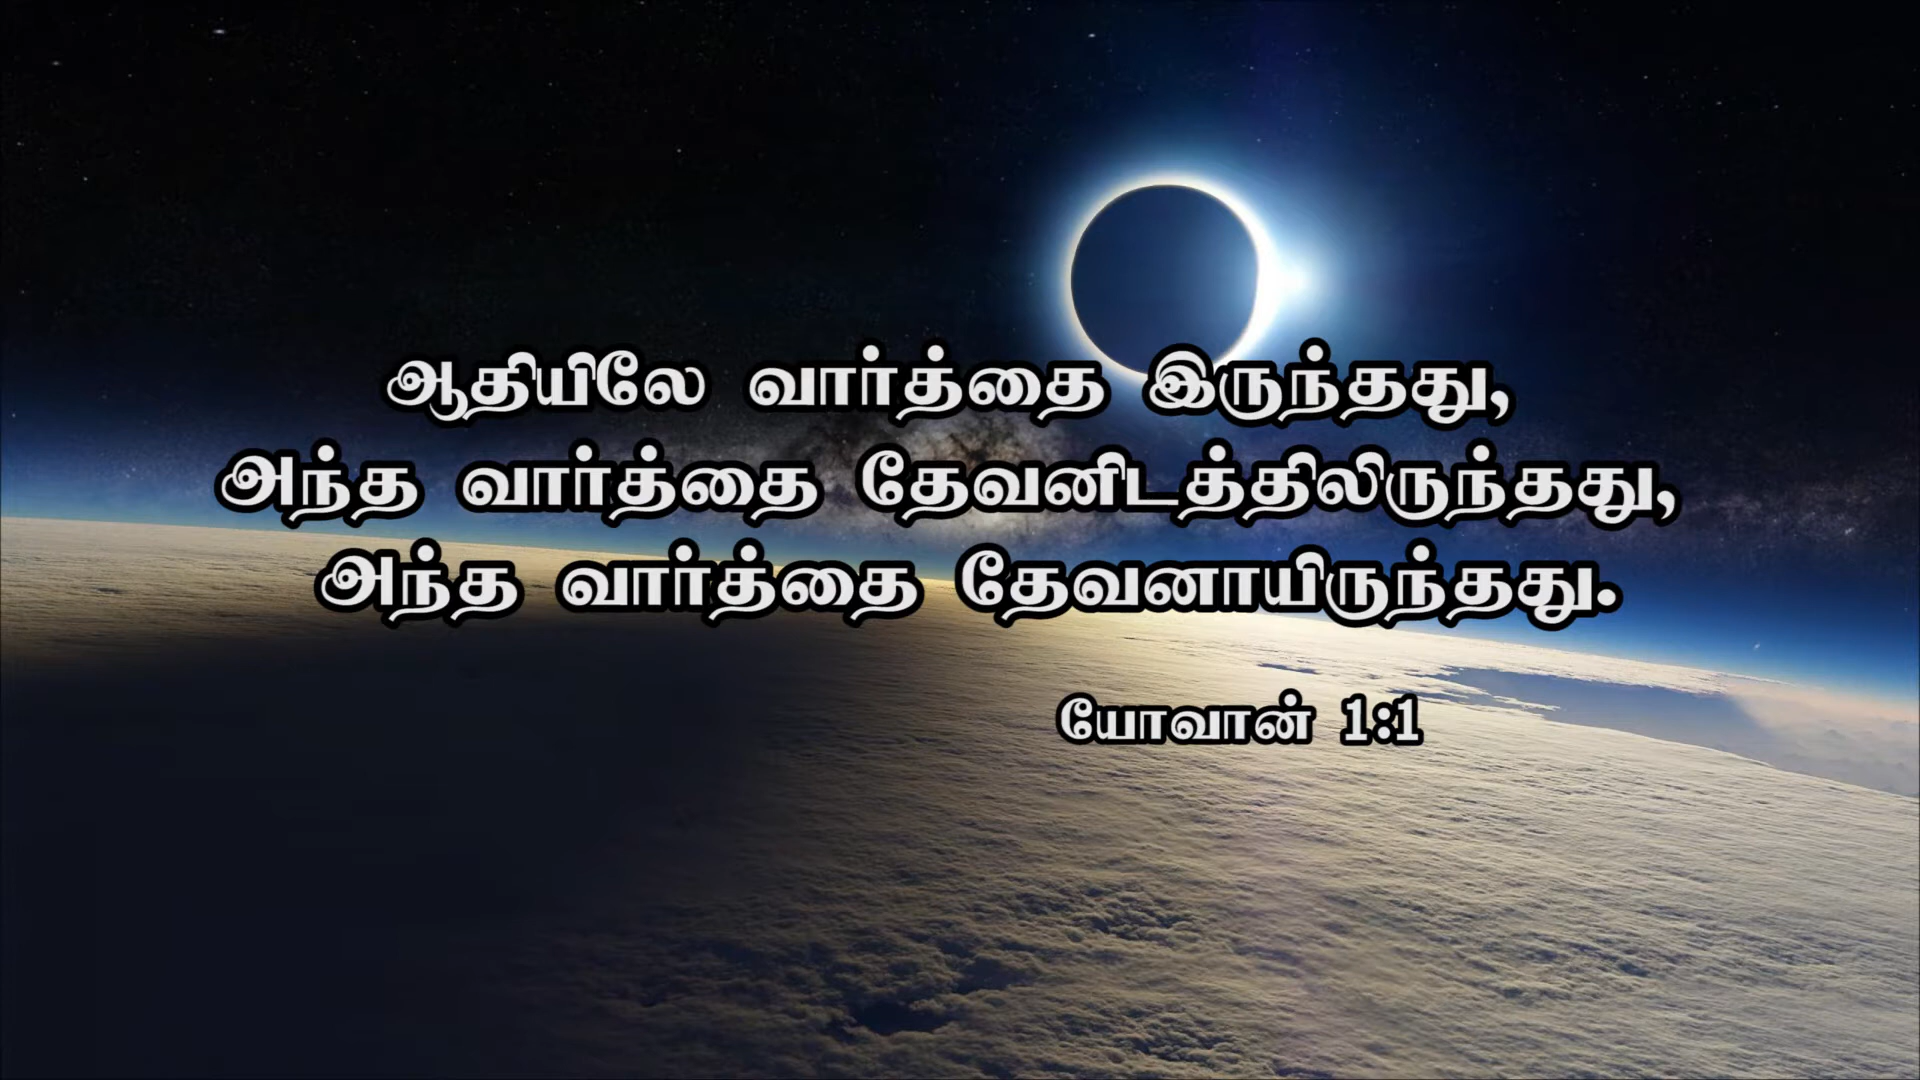 ஆதியிலே வார்த்தை இருந்தது,
அந்த வார்த்தை தேவனிடத்திலிருந்தது,
அந்த வார்த்தை தேவனாயிருந்தது.
யோவான் 1:1